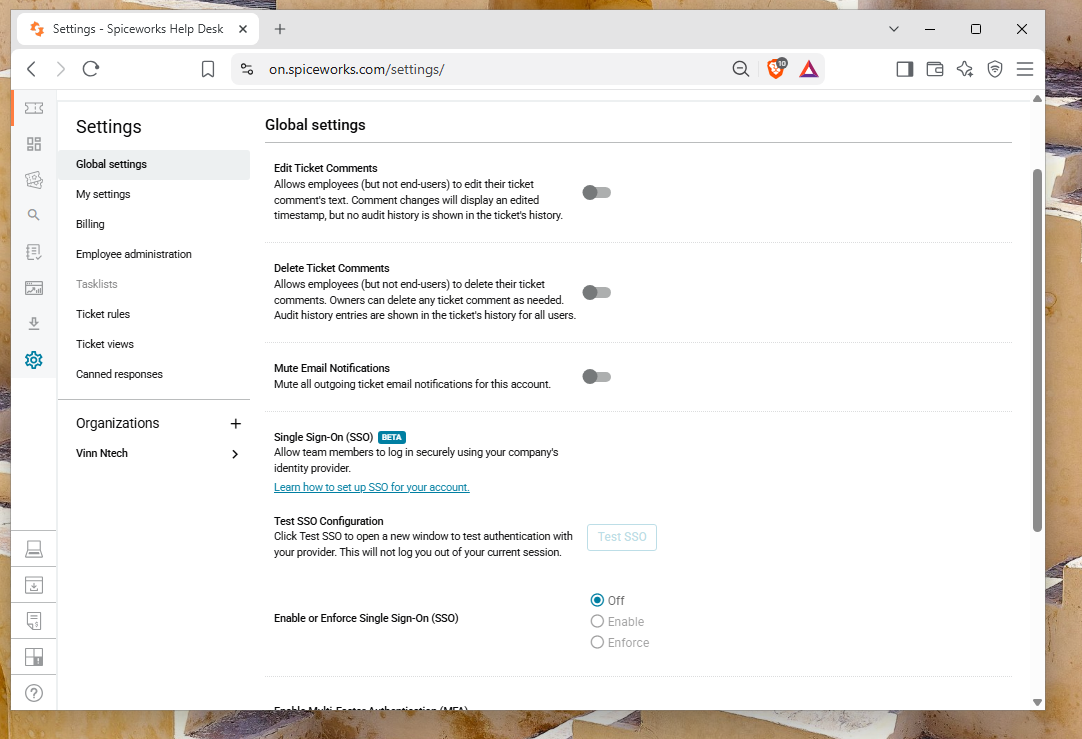 Settings - Spiceworks Help Desk
on.spiceworks.com/settings/
10
Settings
Global settings
My settings
Billing
Employee administration
Tasklists
Ticket rules
Ticket views
Canned responses
Organizations
Vinn Ntech
Global settings
Edit Ticket Comments
Allows employees (but not end-users) to edit their ticket
comment's text. Comment changes will display an edited
timestamp, but no audit history is shown in the ticket's history.
Delete Ticket Comments
Allows employees (but not end-users) to delete their ticket
comments. Owners can delete any ticket comment as needed.
Audit history entries are shown in the ticket's history for all users.
Mute Email Notifications
Mute all outgoing ticket email notifications for this account.
Single Sign-On (SSO) BETA
Allow team members to log in securely using your company's
identity provider.
Learn how to set up SSO for your account.
Test SSO Configuration
Click Test SSO to open a new window to test authentication with
your provider. This will not log you out of your current session.
Test SSO
Enable or Enforce Single Sign-On (SSO)
Off
Enable
Enforce
Enable Multi-Factor Authentication (MFA)